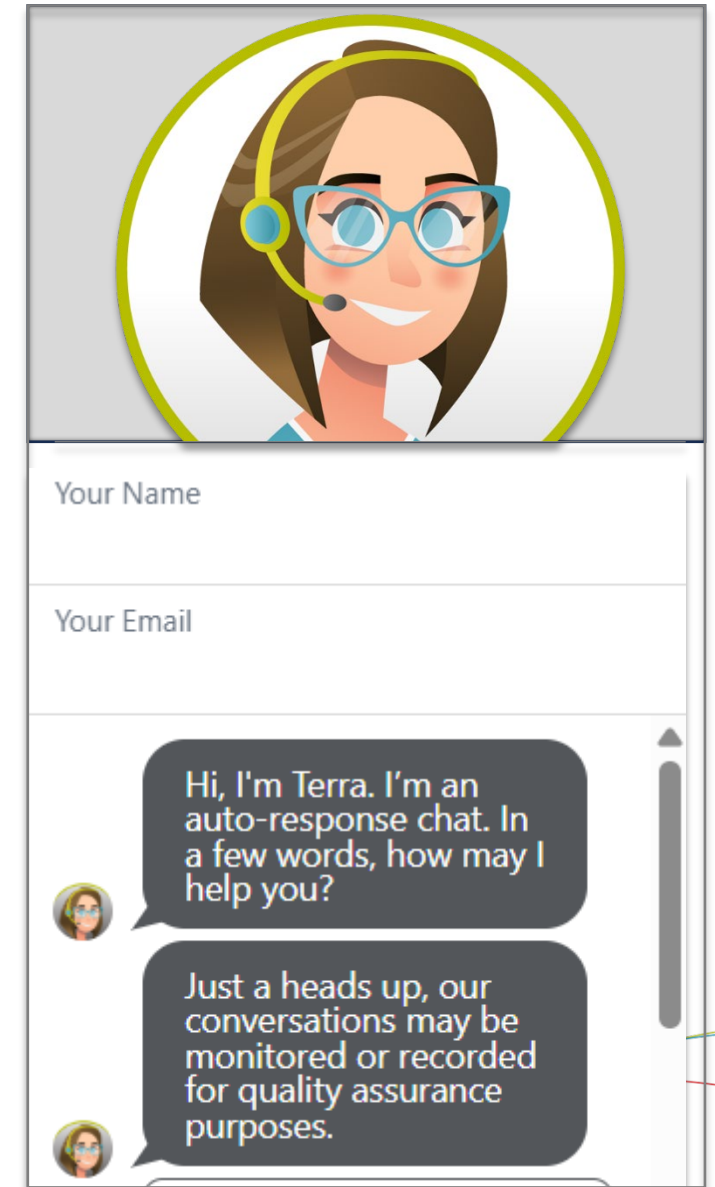 Your Name
Your Email
Hi, I'm Terra. I’m an
auto-response chat. In
a few words, how may I
help you?
Just a heads up, our
conversations may be
monitored or recorded
for quality assurance
purposes.